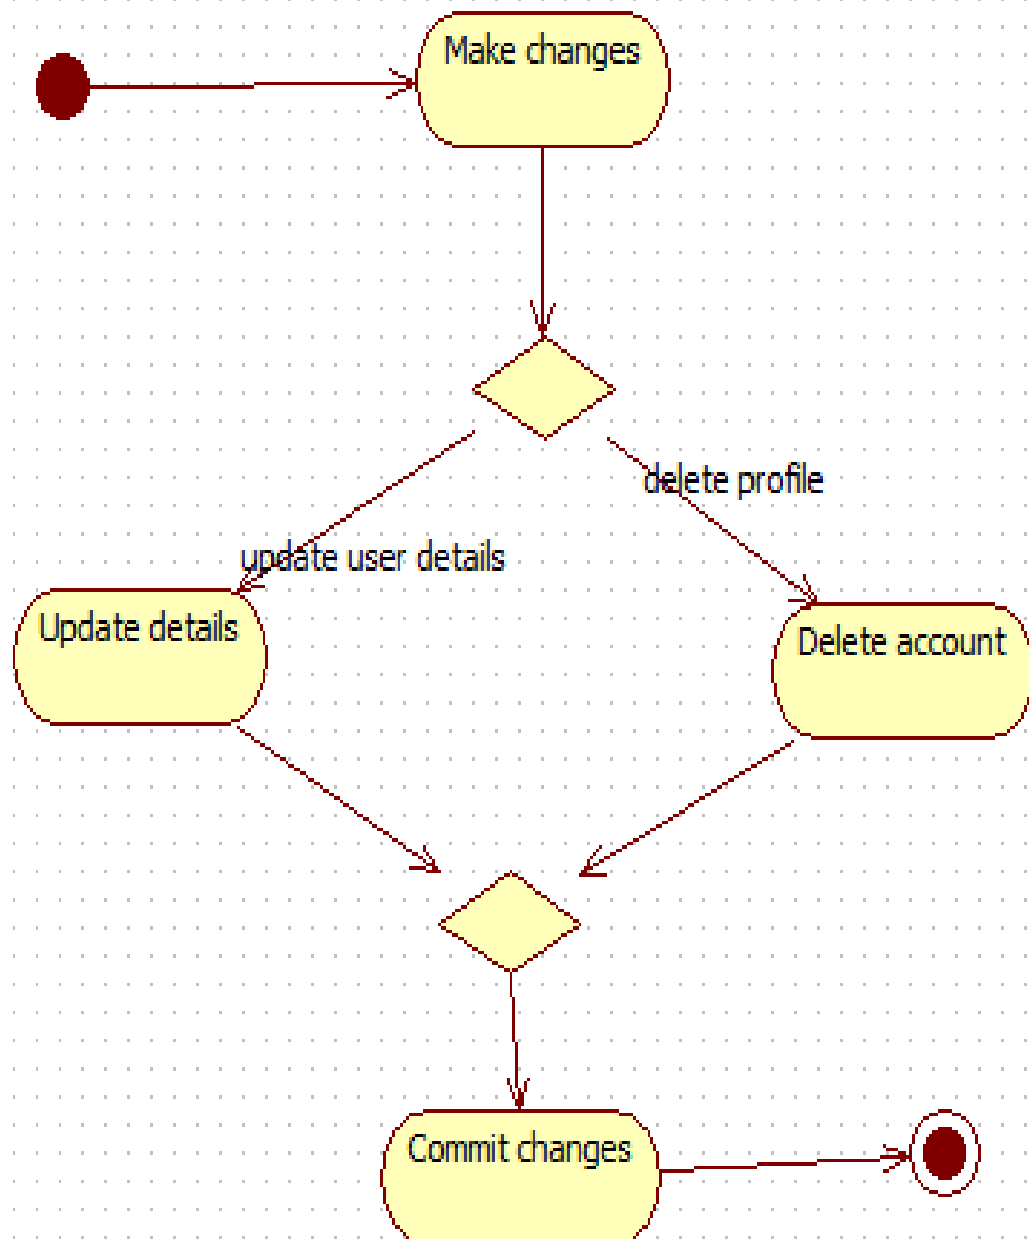 Make changes
delete profile
update user details
Update details
Delete account
Commit changes